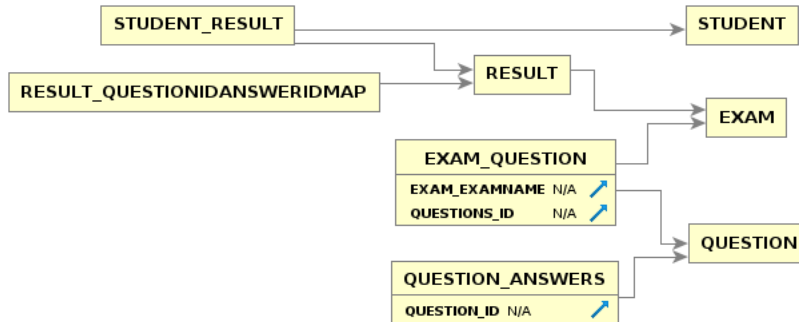 STUDENT_RESULT
STUDENT
RESULT
RESULT_QUESTIONIDANSWERIDMAP
EXAM
EXAM_QUESTION
EXAM_EXAMNAME N/A
QUESTIONS_ID N/A
QUESTION
QUESTION_ANSWERS
QUESTION_ID N/A